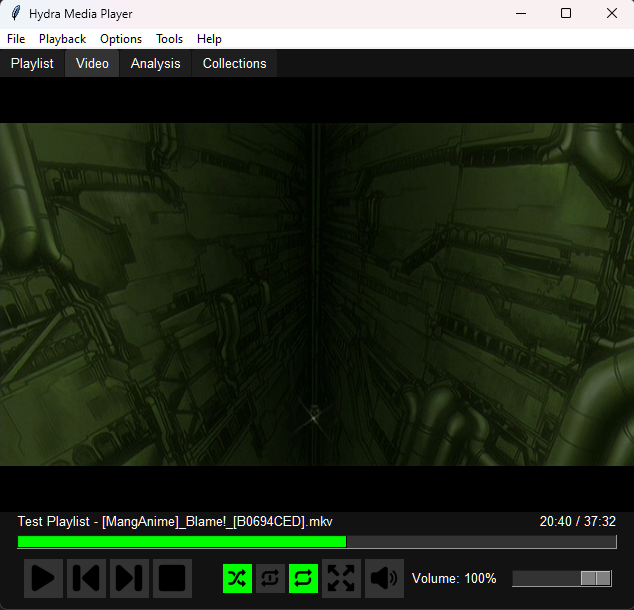 Hydra Media Player
File Playback Options Tools Help
Playlist Video Analysis Collections
Test Playlist - [MangAnime]_Blame!_[B0694CED].mkv 20:40 / 37:32
Volume: 100%